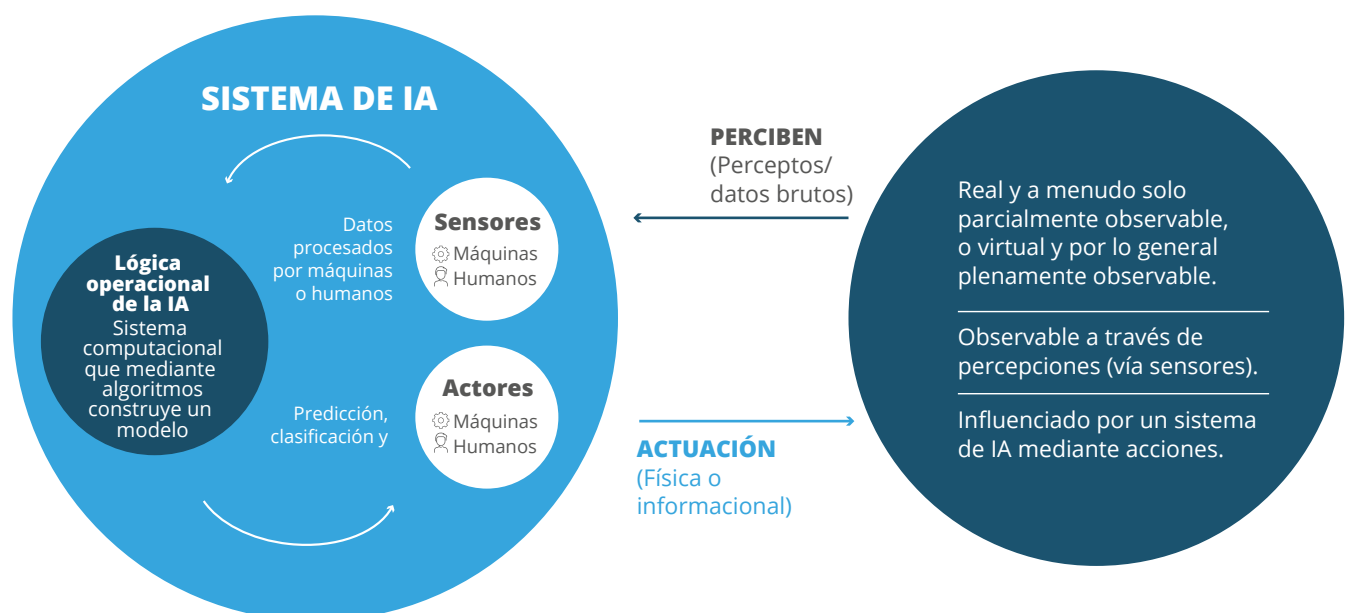 SISTEMA DE IA
Lógica
operacional
de la IA
Sistema
computacional
que mediante
algoritmos
construye un
modelo
Datos
procesados
por máquinas
o humanos
Sensores
Máquinas
Humanos
Predicción,
clasificación y
Actores
Máquinas
Humanos
PERCIBEN
(Perceptos/
datos brutos)
ACTUACIÓN
(Física o
informacional)
Real y a menudo solo
parcialmente observable,
o virtual y por lo general
plenamente observable.
Observable a través de
percepciones (vía sensores).
Influenciado por un sistema
de IA mediante acciones.